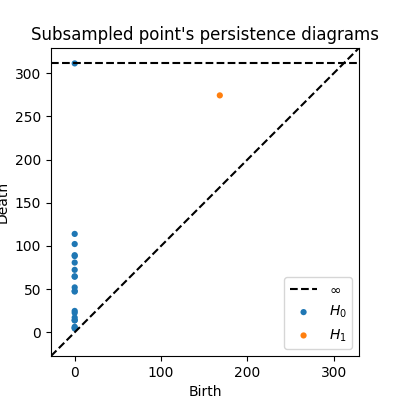 Subsampled point's persistence diagrams
Death
300
250
200
150
100
50
0
0 100 200 300
Birth
∞
H₀
H₁